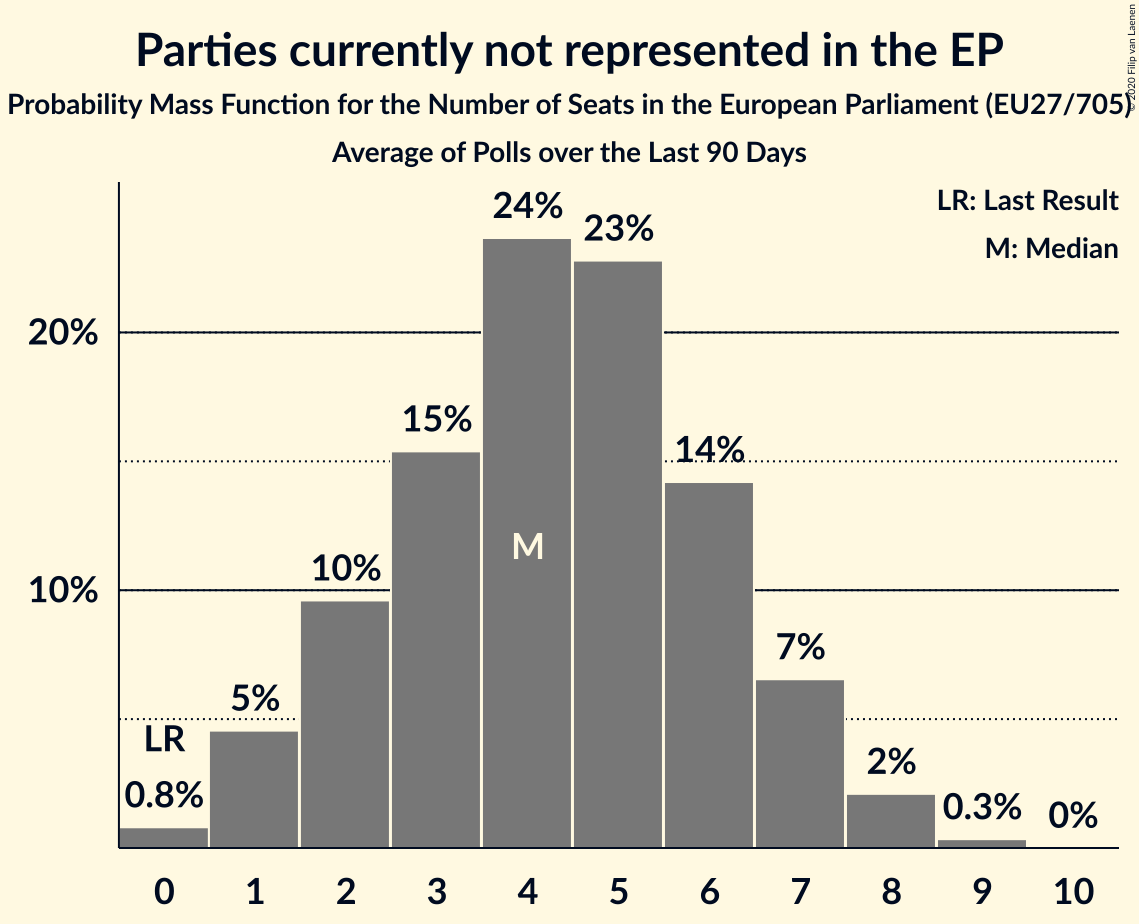 Parties currently not represented in the EP
Probability Mass Function for the Number of Seats in the European Parliament (EU27/705)
Average of Polls over the Last 90 Days
© 2020 Filip van Laenen
LR: Last Result
M: Median
24%
23%
20%
15%
14%
M
10%
10%
7%
5%
LR
2%
0.8%
0.3%
0%
0 1 2 3 4 5 6 7 8 9 10